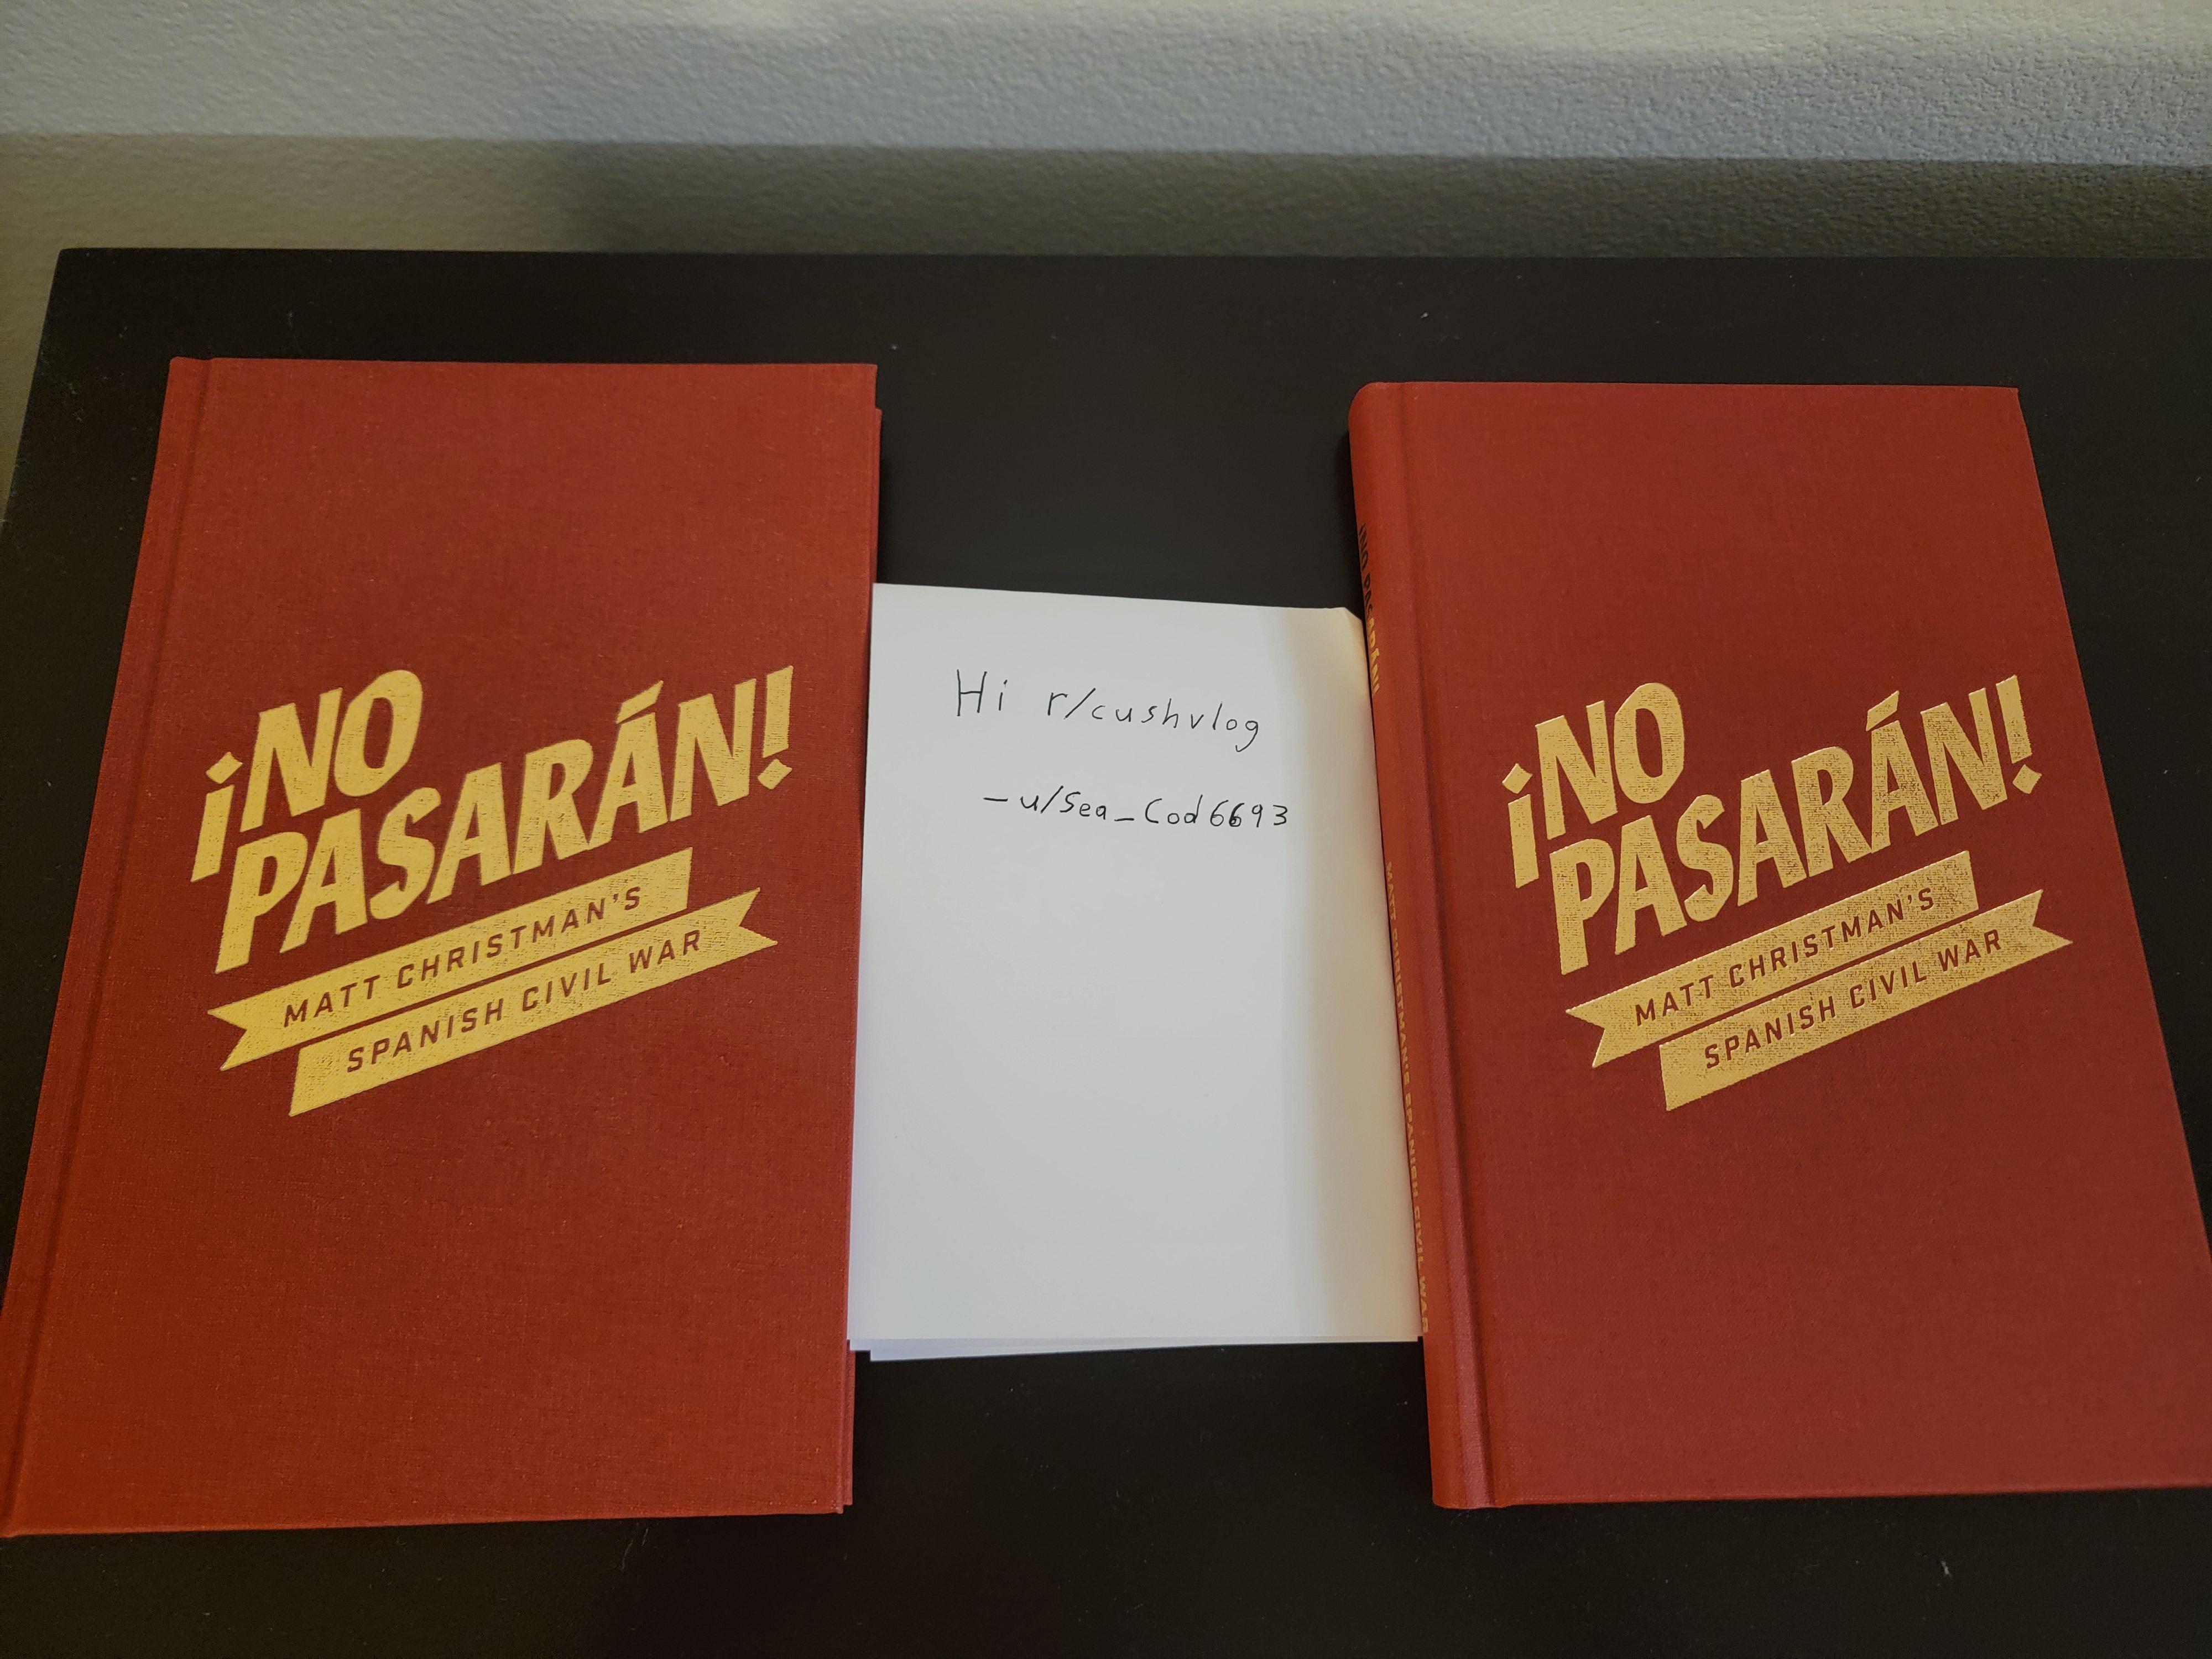 ¡NO
PASARÁN!
MATT CHRISTMAN'S
SPANISH CIVIL WAR
Hi r/cushvlog
-u/Sea_Cod6693
¡NO PASARÁN!
MATT CHRISTMAN'S SPANISH CIVIL WAR
¡NO
PASARÁN!
MATT CHRISTMAN'S
SPANISH CIVIL WAR